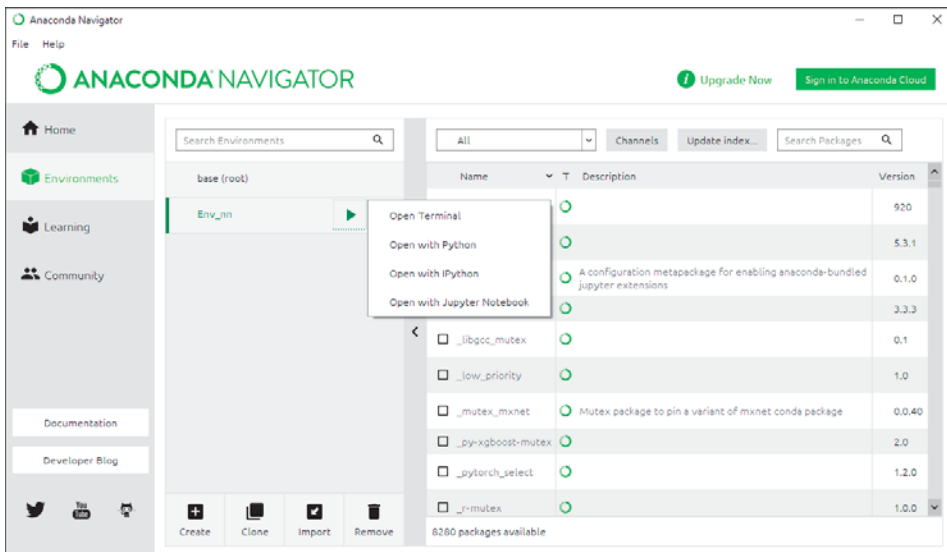 Anaconda Navigator
File Help
ANACONDA NAVIGATOR
i Upgrade Now
Sign in to Anaconda Cloud
Home
Environments
Learning
Community
Documentation
Developer Blog
You
Tube
Search Environments
base (root)
Env_nn
Open Terminal
Open with Python
Open with IPython
Open with Jupyter Notebook
Create Clone Import Remove
All
Channels
Update index...
Search Packages
Name T Description Version
920
5.3.1
A configuration metapackage for enabling anaconda-bundled
jupyter extensions
0.1.0
3.3.3
_libgcc_mutex 0.1
_low_priority 1.0
_mutex_mxnet Mutex package to pin a variant of mxnet conda package 0.0.40
_py-xgboost-mutex 2.0
_pytorch_select 1.2.0
_r-mutex 1.0.0
8280 packages available